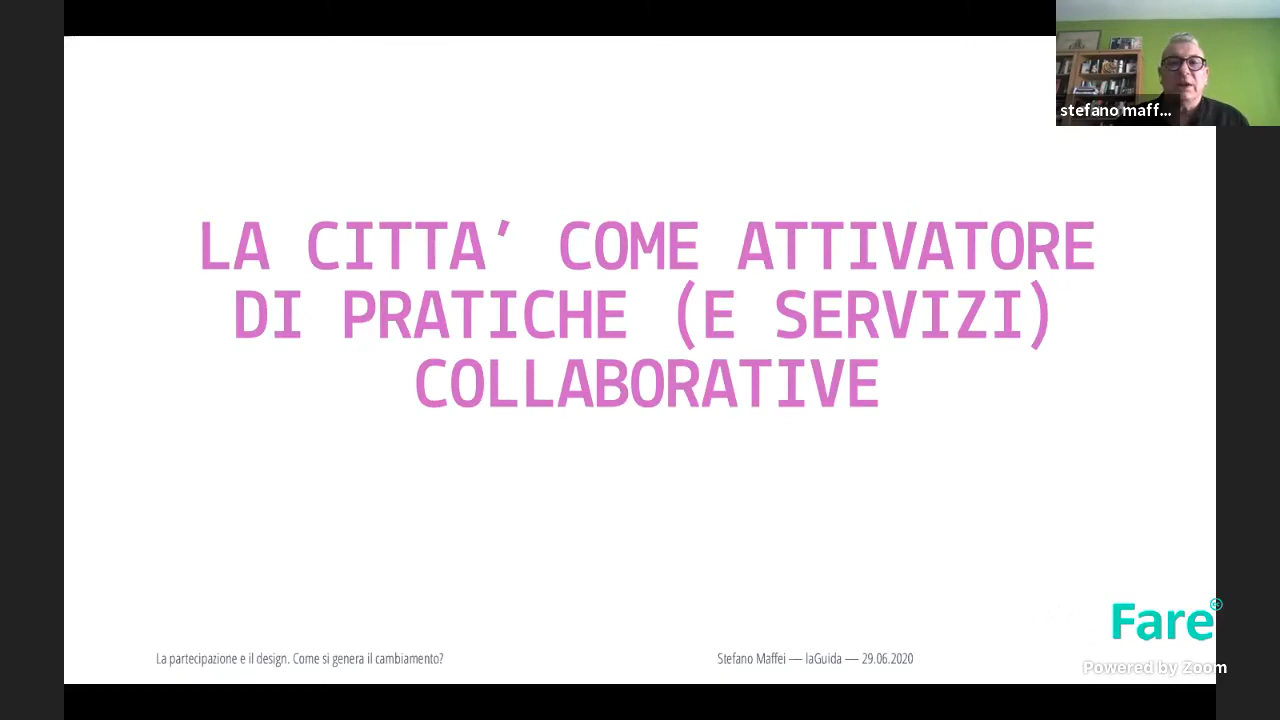 stefano maff...
LA CITTA’ COME ATTIVATORE
DI PRATICHE (E SERVIZI)
COLLABORATIVE
Fare
Powered by Zoom
La partecipazione e il design. Come si genera il cambiamento?
Stefano Maffei — laGuida — 29.06.2020